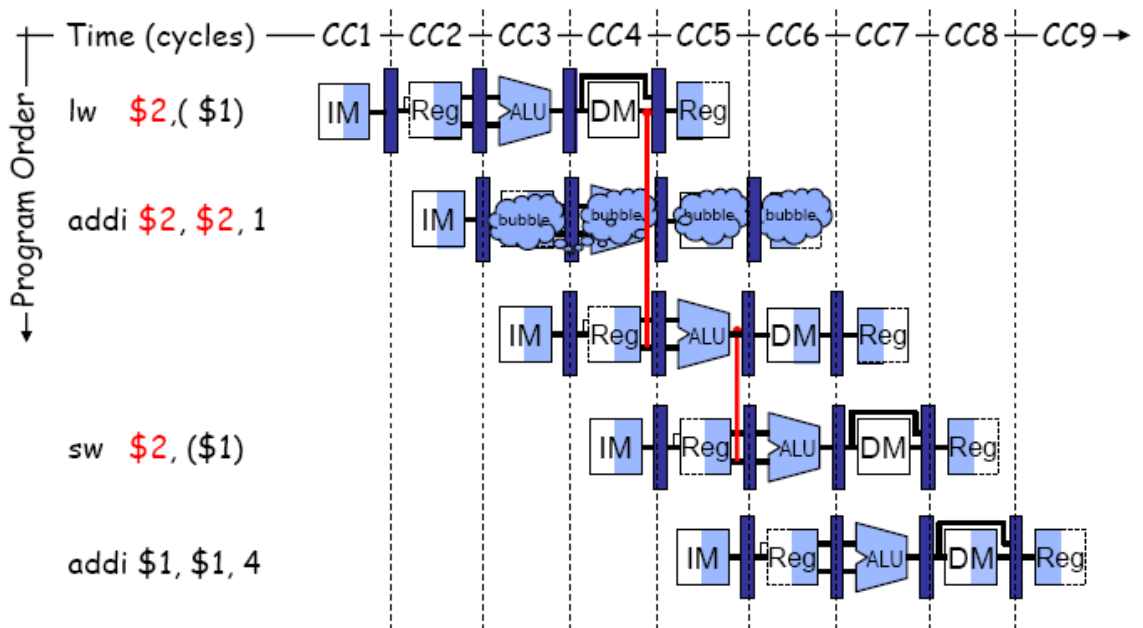 Time (cycles) CC1 CC2 CC3 CC4 CC5 CC6 CC7 CC8 CC9
Program Order
lw $2,( $1) IM Reg ALU DM Reg
addi $2, $2, 1 IM bubble bubble bubble bubble
IM Reg ALU DM Reg
sw $2, ($1) IM Reg ALU DM Reg
addi $1, $1, 4 IM Reg ALU DM Reg